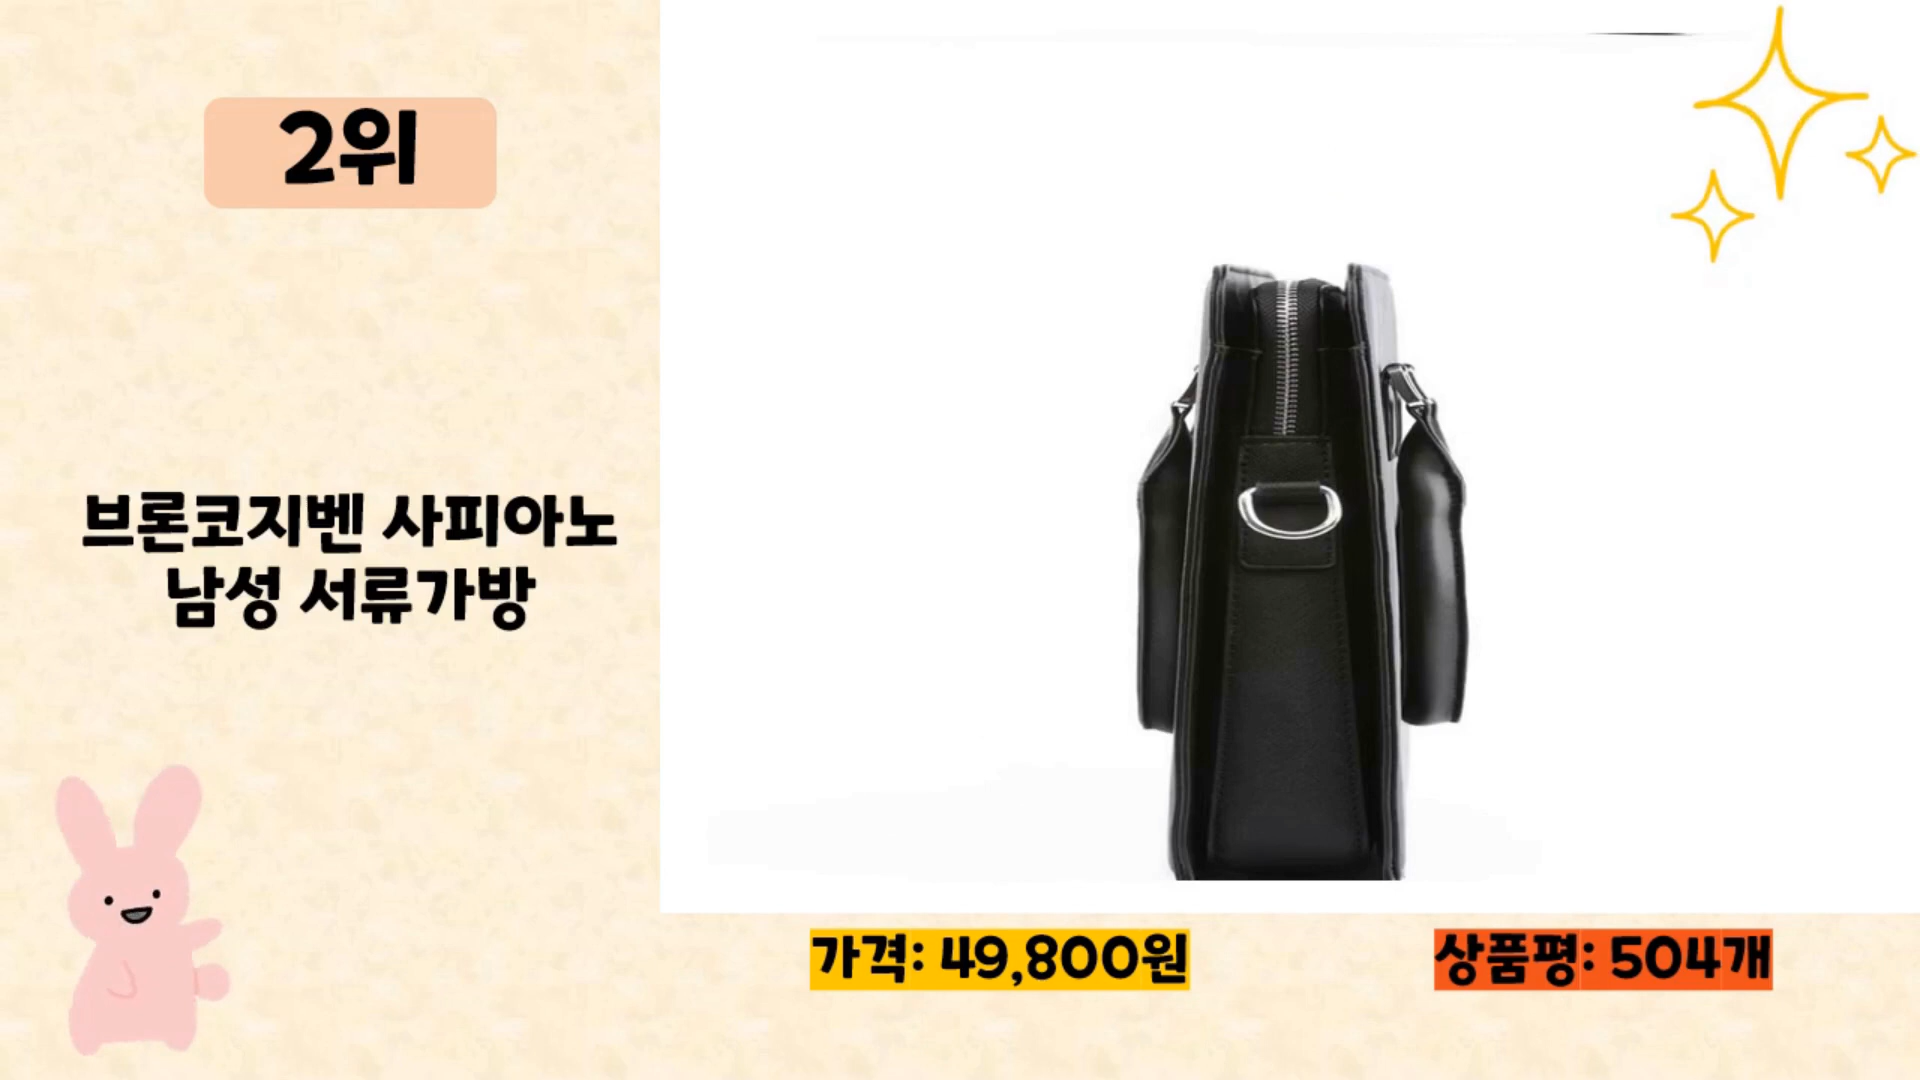 2위
브론코지벤 사피아노
남성 서류가방
가격: 49,800원
상품평: 504개